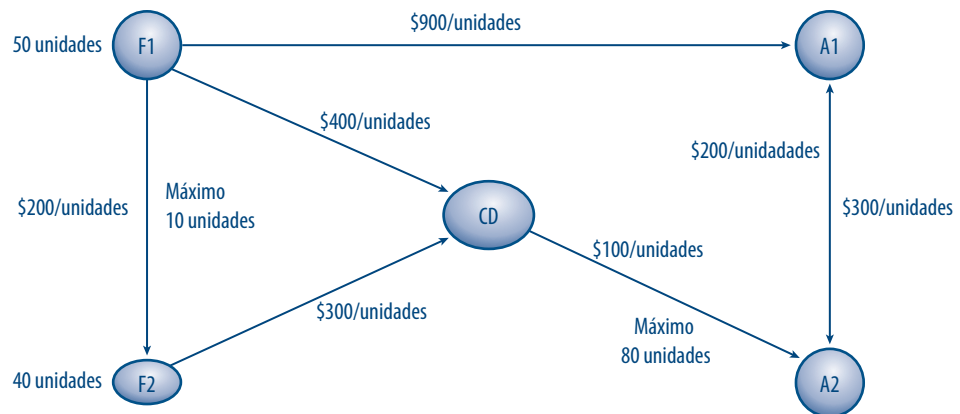 $900/unidades
50 unidades
F1
A1
$400/unidades
$200/unidadades
$200/unidades
Máximo
10 unidades
$300/unidades
CD
$100/unidades
$300/unidades
Máximo
80 unidades
40 unidades
F2
A2